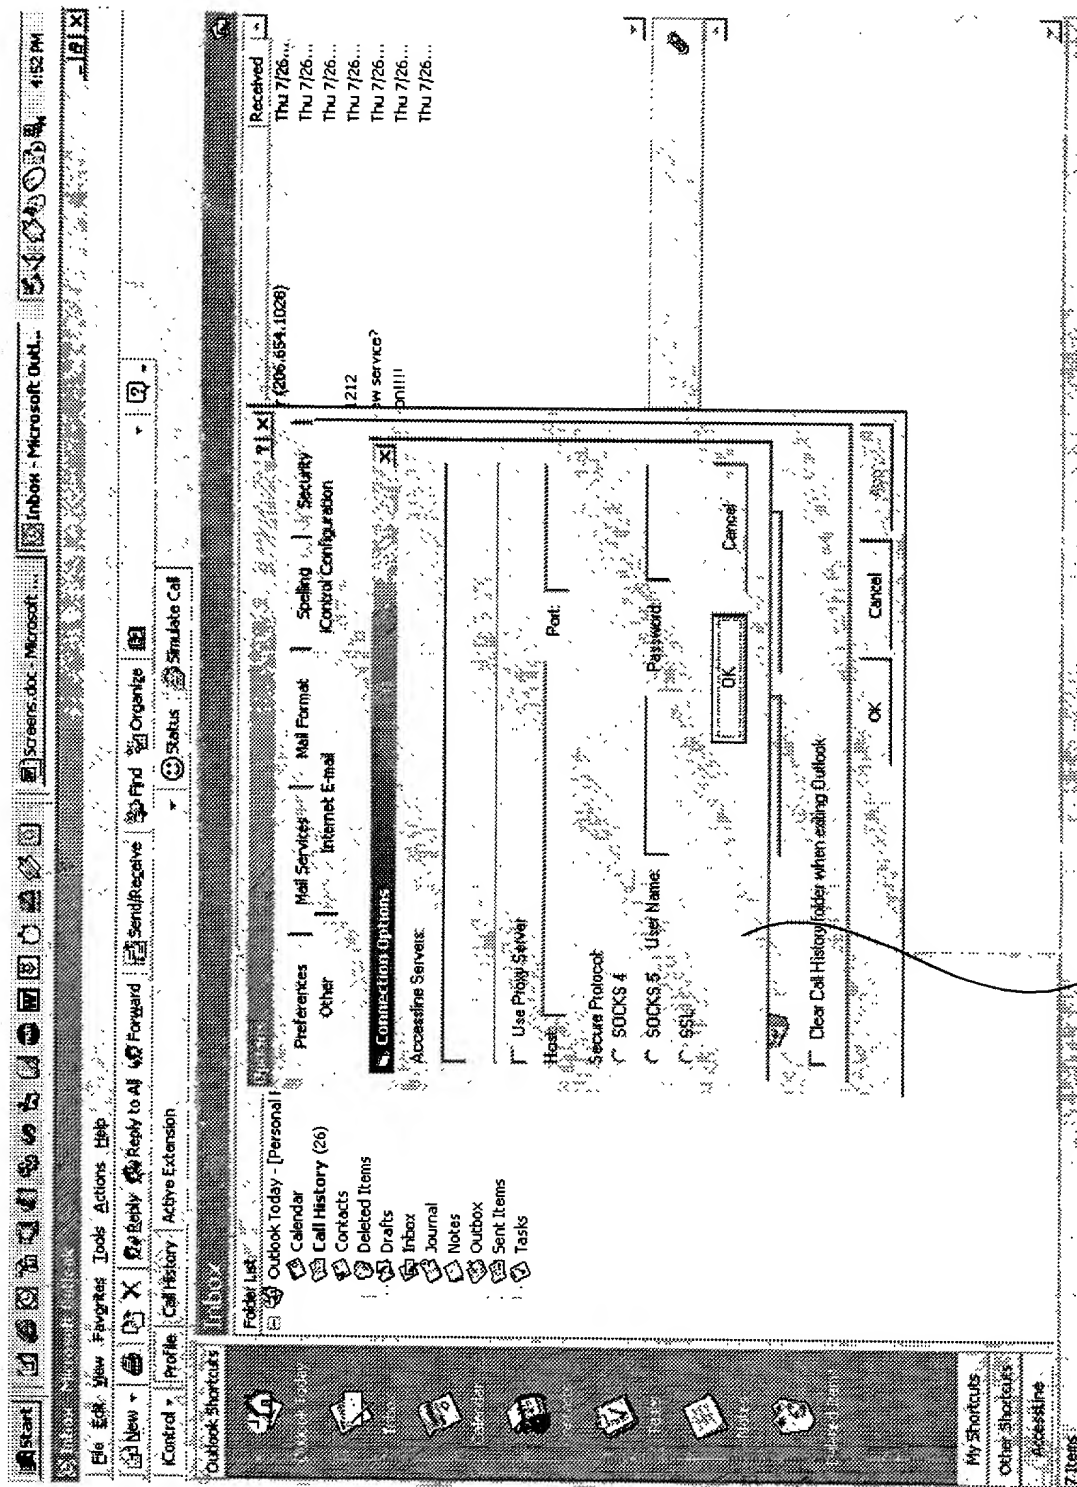 Start
Screens.doc - Microsoft ...
Inbox - Microsoft Outl...
4:52 PM
Inbox - Microsoft Outlook
File Edit View Favorites Tools Actions Help
New Reply Reply to All Forward Send/Receive Find Organize
iControl Profile Call History Active Extension Status Simulate Call
Outlook Shortcuts
Inbox
Folder List
Outlook Today - [Personal F
Calendar
Call History (26)
Contacts
Deleted Items
Drafts
Inbox
Journal
Notes
Outbox
Sent Items
Tasks
Received
Thu 7/26...
r (206.654.1028) Thu 7/26...
Thu 7/26...
Thu 7/26...
1212 Thu 7/26...
ew service? Thu 7/26...
on!!!! Thu 7/26...
Preferences Mail Services Mail Format Spelling Security
Other Internet E-mail iControl Configuration
Connection Options
Accessline Servers:
Use Proxy Server
Host: Port:
Secure Protocol:
SOCKS 4
SOCKS 5 User Name: Password:
SSL
OK Cancel
Clear Call History folder when exiting Outlook
OK Cancel Apply
My Shortcuts
Other Shortcuts
Accessline
7 Items